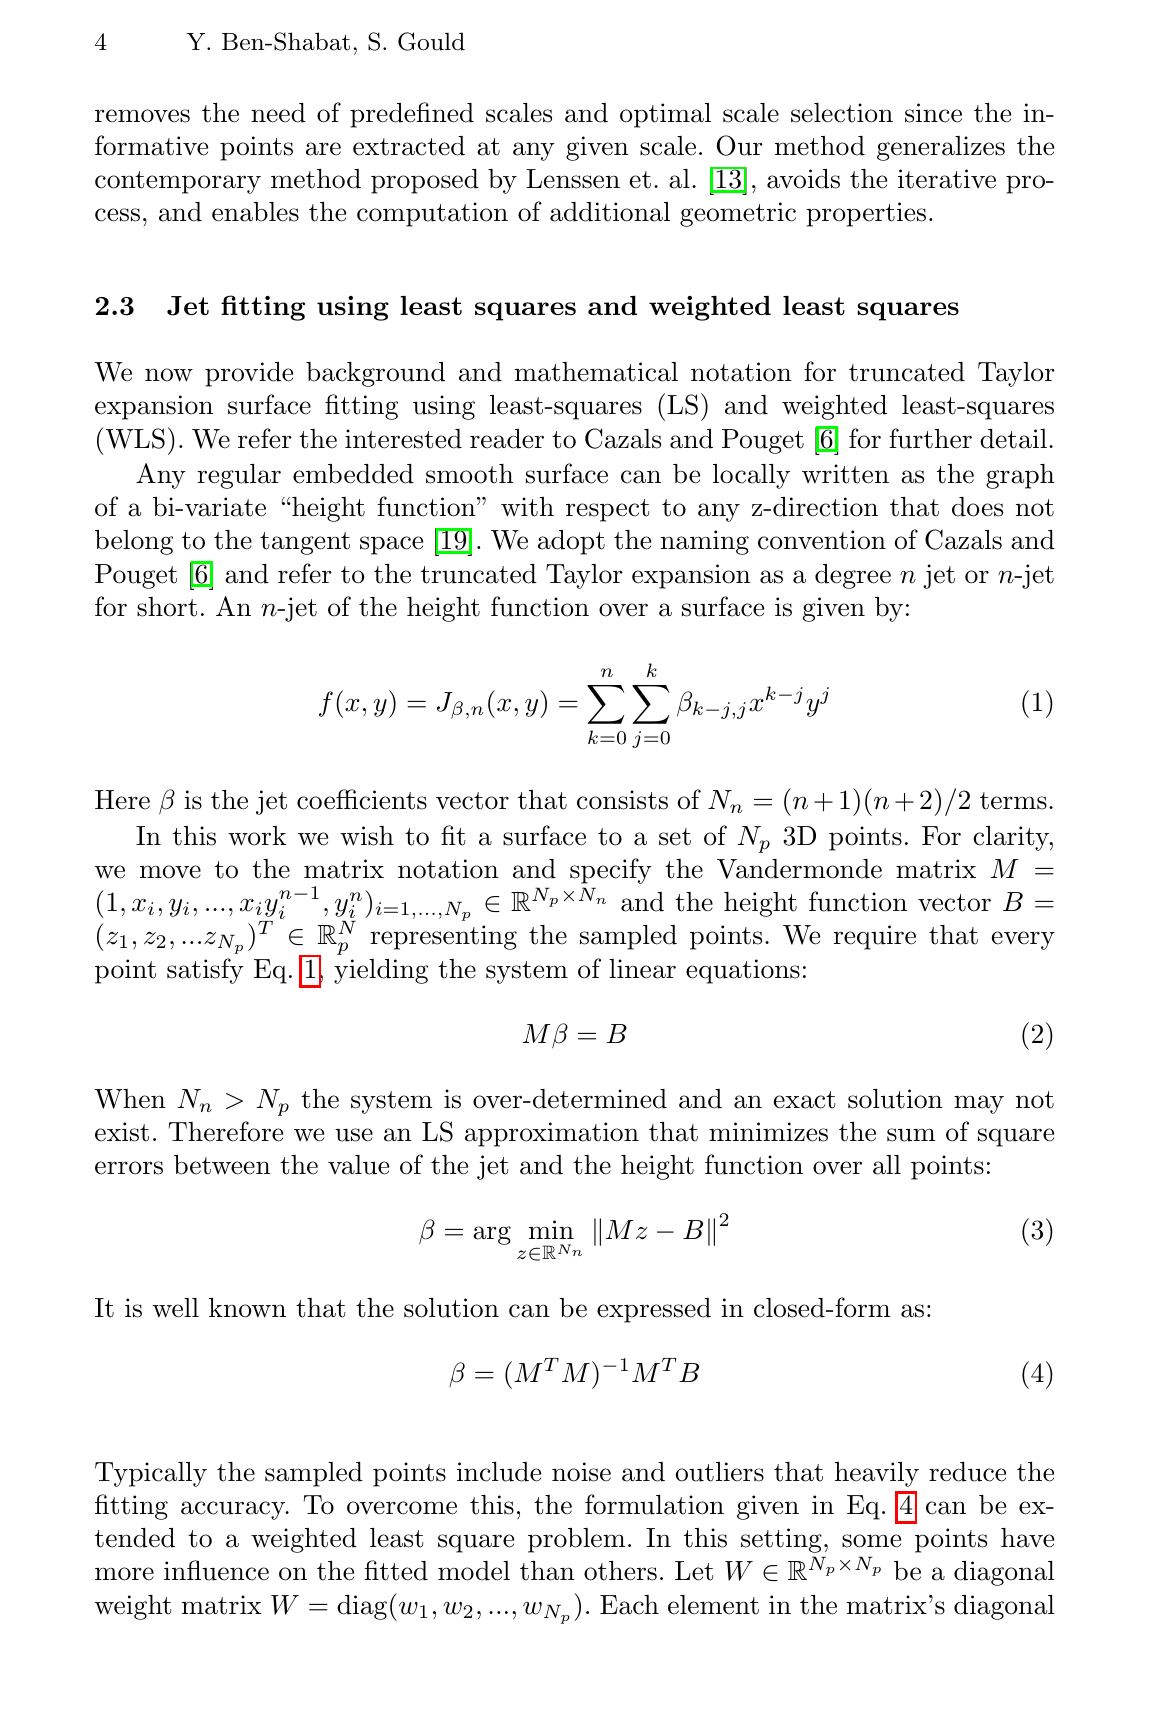 4 Y. Ben-Shabat, S. Gould
removes the need of predefined scales and optimal scale selection since the in-
formative points are extracted at any given scale. Our method generalizes the
contemporary method proposed by Lenssen et. al. [13], avoids the iterative pro-
cess, and enables the computation of additional geometric properties.
2.3 Jet fitting using least squares and weighted least squares
We now provide background and mathematical notation for truncated Taylor
expansion surface fitting using least-squares (LS) and weighted least-squares
(WLS). We refer the interested reader to Cazals and Pouget [6] for further detail.
Any regular embedded smooth surface can be locally written as the graph
of a bi-variate “height function” with respect to any z-direction that does not
belong to the tangent space [19]. We adopt the naming convention of Cazals and
Pouget [6] and refer to the truncated Taylor expansion as a degree n jet or n-jet
for short. An n-jet of the height function over a surface is given by:
$f(x, y) = J_{\beta,n}(x, y) = \sum_{k=0}^{n} \sum_{j=0}^{k} \beta_{k-j,j} x^{k-j} y^{j}$ (1)
Here $\beta$ is the jet coefficients vector that consists of $N_n = (n+1)(n+2)/2$ terms.
In this work we wish to fit a surface to a set of $N_p$ 3D points. For clarity,
we move to the matrix notation and specify the Vandermonde matrix $M =$
$(1, x_i, y_i, ..., x_i y_i^{n-1}, y_i^n)_{i=1,...,N_p} \in \mathbb{R}^{N_p \times N_n}$ and the height function vector $B =$
$(z_1, z_2, ...z_{N_p})^T \in \mathbb{R}_p^N$ representing the sampled points. We require that every
point satisfy Eq. 1, yielding the system of linear equations:
$M\beta = B$ (2)
When $N_n > N_p$ the system is over-determined and an exact solution may not
exist. Therefore we use an LS approximation that minimizes the sum of square
errors between the value of the jet and the height function over all points:
$\beta = \arg\min_{z \in \mathbb{R}^{N_n}} \|Mz - B\|^2$ (3)
It is well known that the solution can be expressed in closed-form as:
$\beta = (M^T M)^{-1} M^T B$ (4)
Typically the sampled points include noise and outliers that heavily reduce the
fitting accuracy. To overcome this, the formulation given in Eq. 4 can be ex-
tended to a weighted least square problem. In this setting, some points have
more influence on the fitted model than others. Let $W \in \mathbb{R}^{N_p \times N_p}$ be a diagonal
weight matrix $W = \mathrm{diag}(w_1, w_2, ..., w_{N_p})$. Each element in the matrix’s diagonal